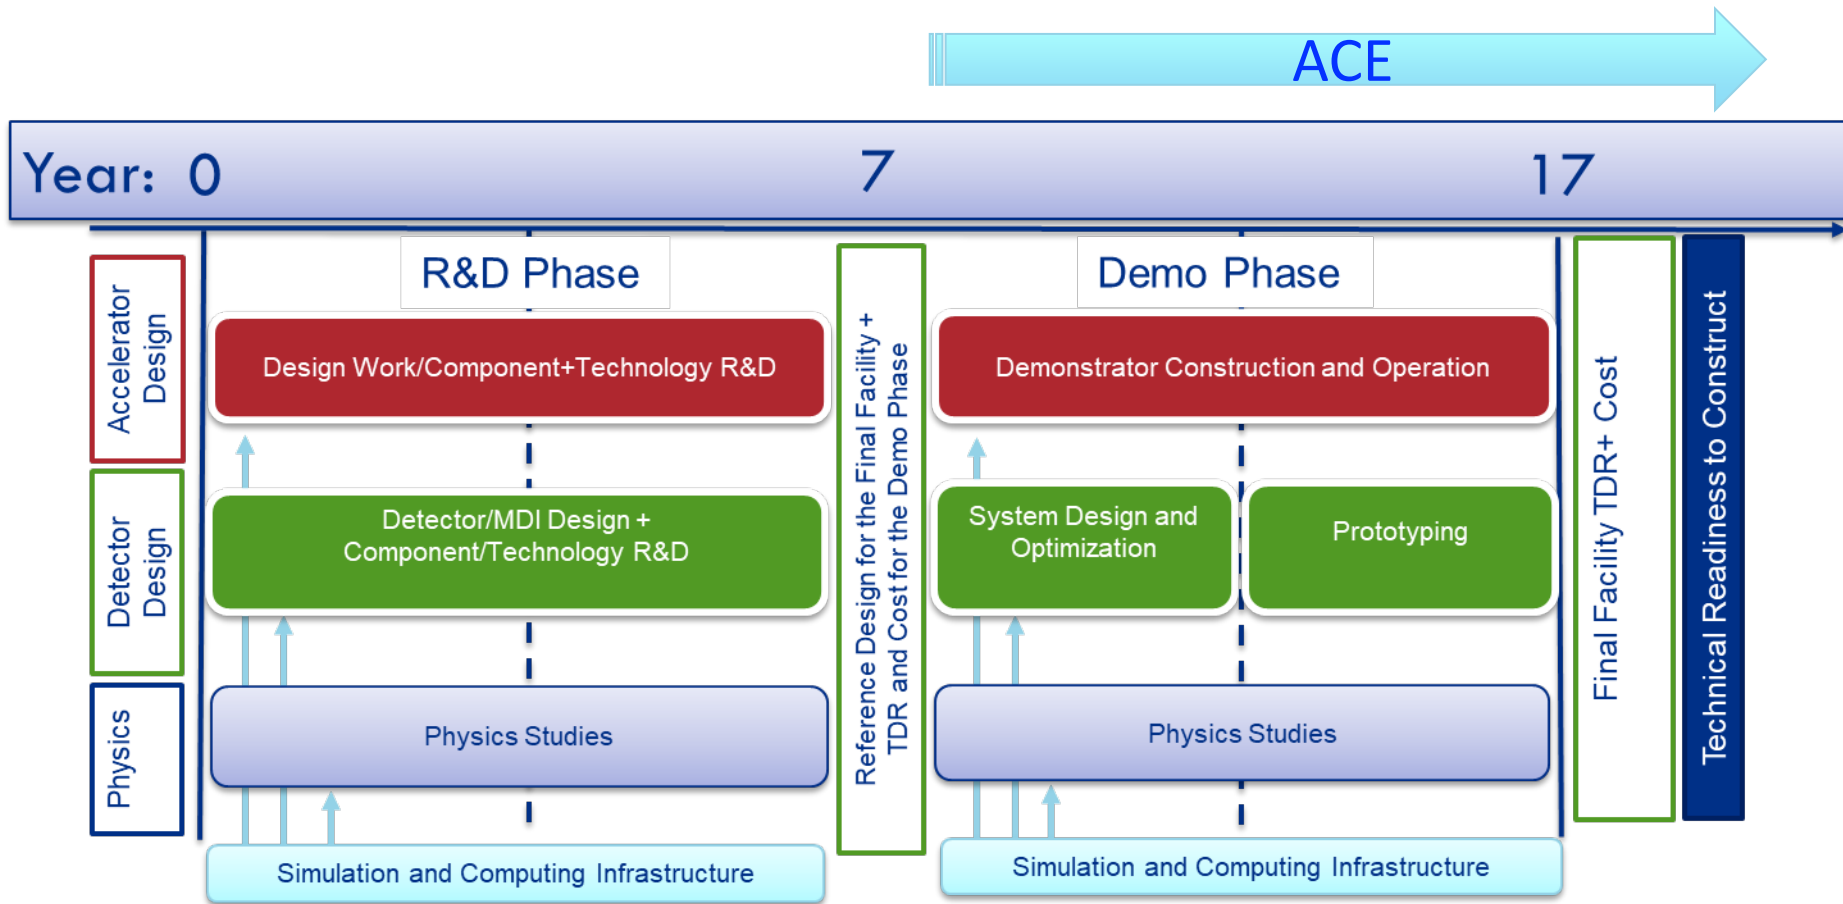 ACE
Year: 0 7 17
R&D Phase
Demo Phase
Accelerator
Design
Design Work/Component+Technology R&D
Demonstrator Construction and Operation
Detector
Design
Detector/MDI Design +
Component/Technology R&D
System Design and
Optimization
Prototyping
Physics
Physics Studies
Physics Studies
Simulation and Computing Infrastructure
Simulation and Computing Infrastructure
Reference Design for the Final Facility +
TDR and Cost for the Demo Phase
Final Facility TDR+ Cost
Technical Readiness to Construct